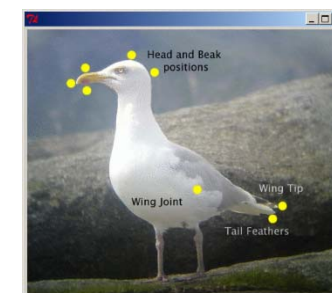 Head and Beak
positions
Wing Joint
Wing Tip
Tail Feathers